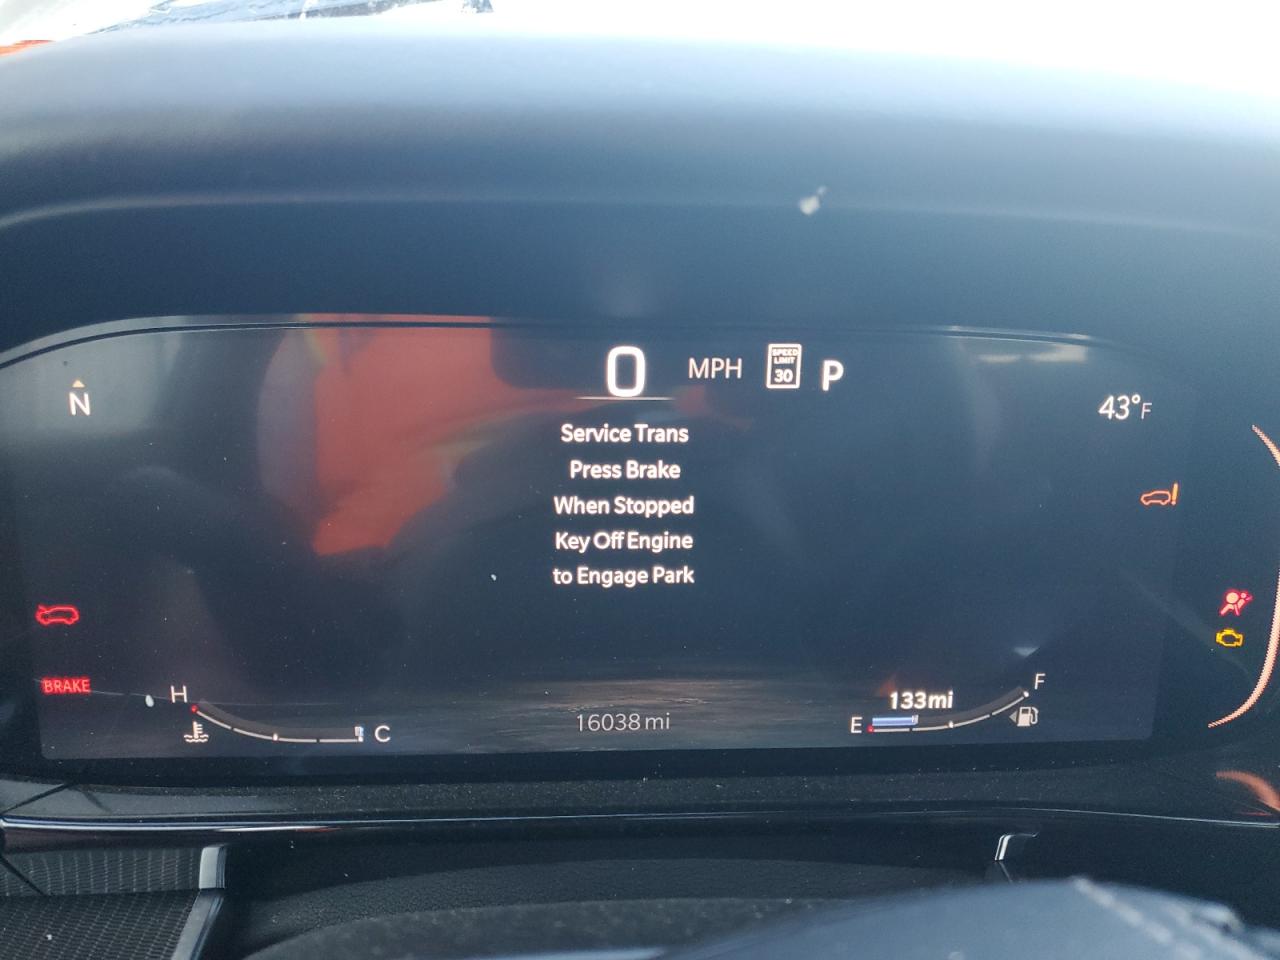 0 MPH SPEED LIMIT 30 P
N
43°F
Service Trans
Press Brake
When Stopped
Key Off Engine
to Engage Park
BRAKE
H C
16038 mi
133mi
E F